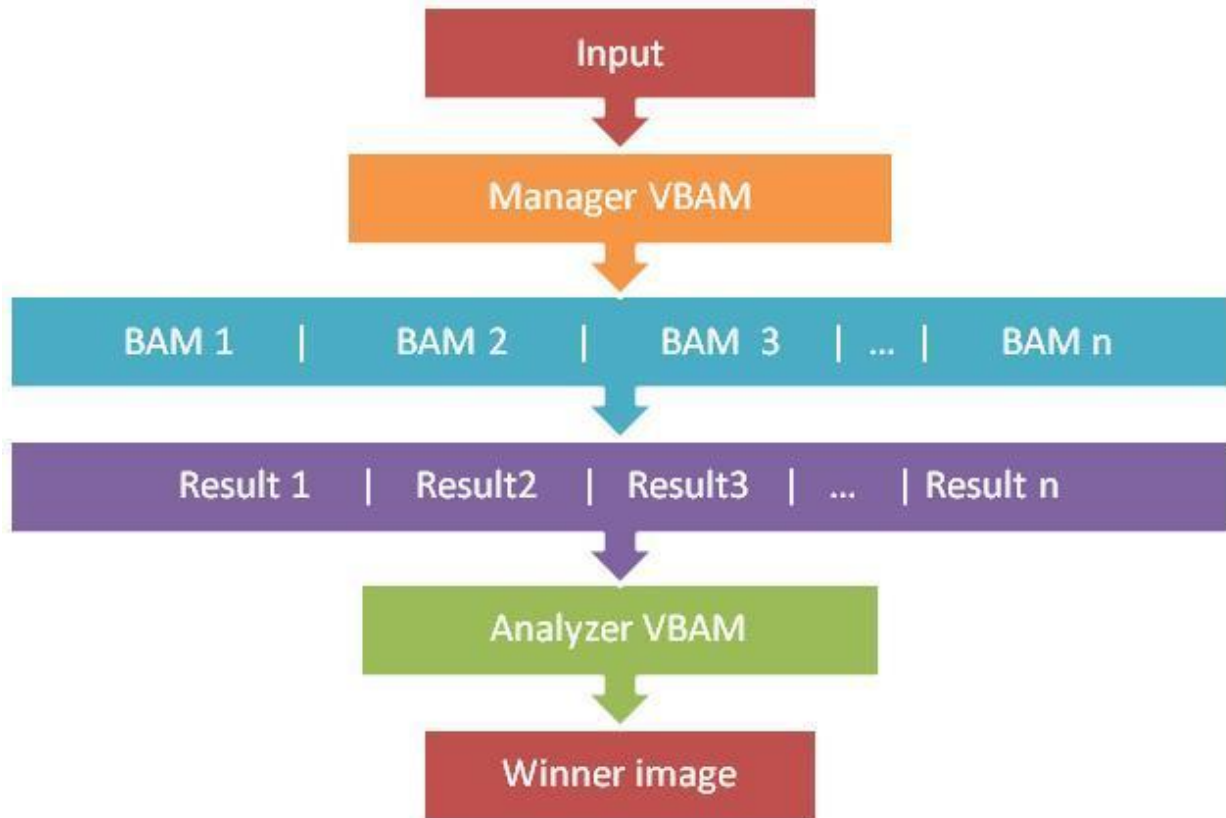 Input
Manager VBAM
BAM 1 | BAM 2 | BAM 3 | ... | BAM n
Result 1 | Result2 | Result3 | ... | Result n
Analyzer VBAM
Winner image